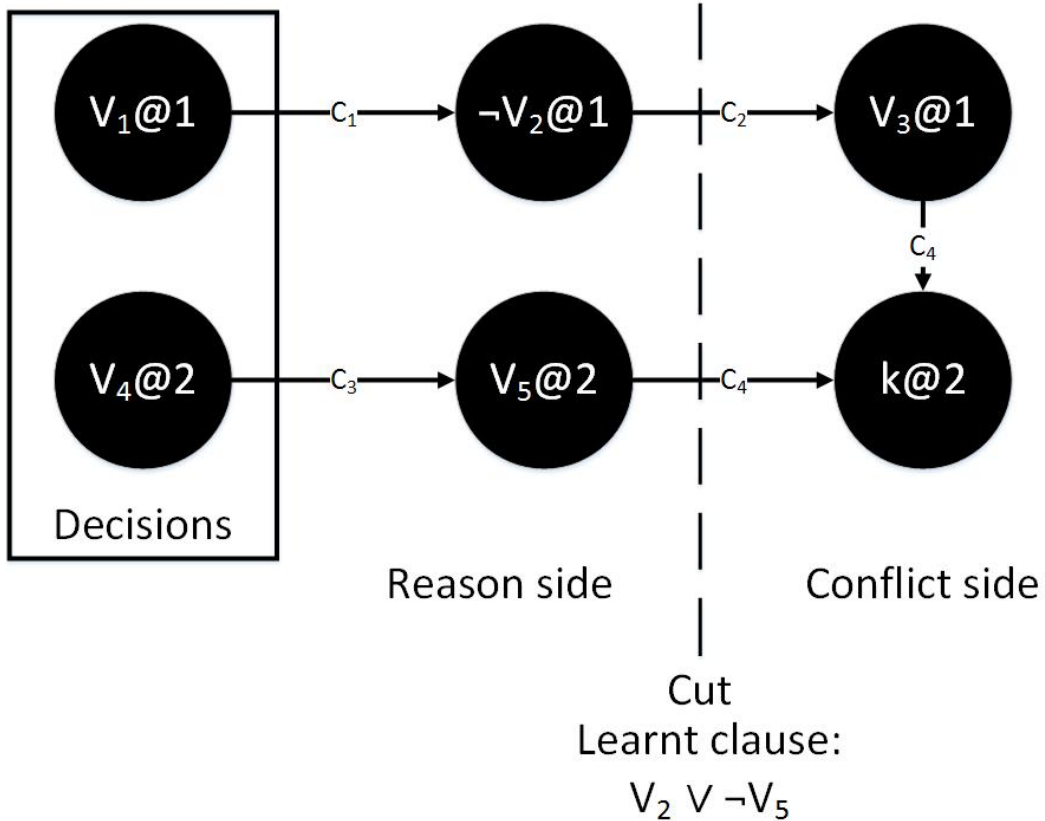 V₁@1 C₁ ¬V₂@1 C₂ V₃@1
C₄
V₄@2 C₃ V₅@2 C₄ k@2
Decisions
Reason side Conflict side
Cut
Learnt clause:
V₂ ∨ ¬V₅